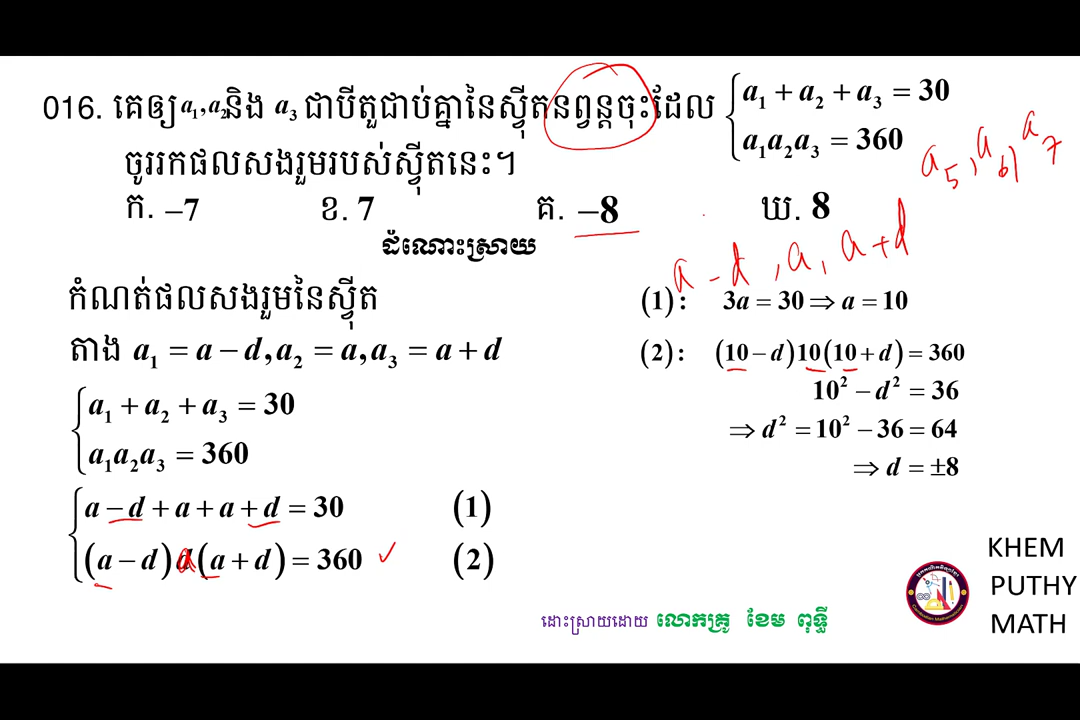 016. គេឲ្យ a₁, a និង a₃ ជាបីតួជាប់គ្នានៃស្វ៊ីតនព្វន្តចុះដែល { a₁ + a₂ + a₃ = 30
a₁a₂a₃ = 360
a₅, a₆, a₇
ចូររកផលសងរួមរបស់ស្វ៊ីតនេះ។
ក. –7 ខ. 7 គ. –8 ឃ. 8
ដំណោះស្រាយ
a – d, a, a + d
កំណត់ផលសងរួមនៃស្វ៊ីត
តាង a₁ = a – d, a₂ = a, a₃ = a + d
{ a₁ + a₂ + a₃ = 30
a₁a₂a₃ = 360
{ a – d + a + a + d = 30 (1)
(a – d)a(a + d) = 360 ✓ (2)
(1): 3a = 30 ⇒ a = 10
(2): (10 – d)10(10 + d) = 360
10² – d² = 36
⇒ d² = 10² – 36 = 64
⇒ d = ±8
KHEM
PUTHY
MATH
ដោះស្រាយដោយ លោកគ្រូ ខែម ពុទ្ធី